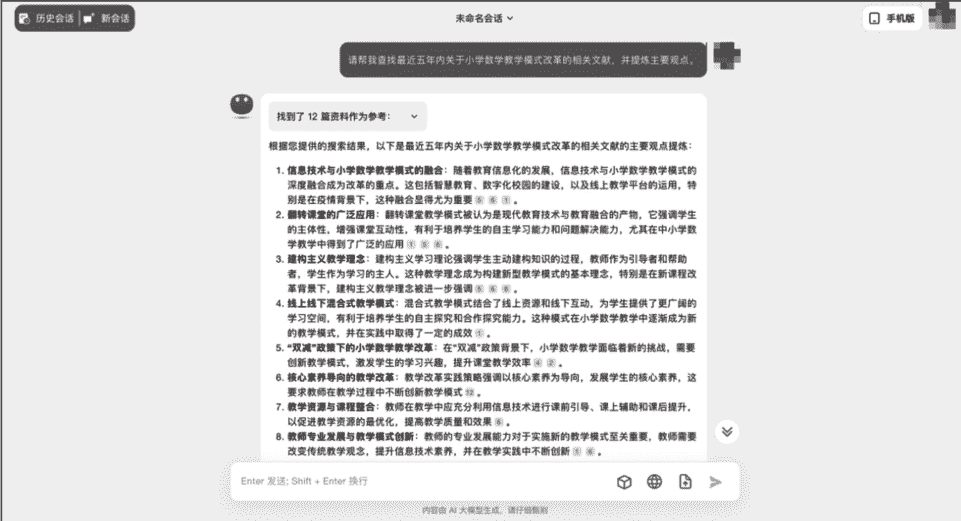 历史会话 新会话
未命名会话
手机版
请帮我查找最近五年内关于小学数学教学模式改革的相关文献，并提炼主要观点，
找到了 12 篇资料作为参考：
根据您提供的搜索结果，以下是最近五年内关于小学数学教学模式改革的相关文献的主要观点提炼：
1. 信息技术与小学数学教学模式的融合：随着教育信息化的发展，信息技术与小学数学教学模式的
深度融合成为改革的重点。这包括智慧教育、数字化校园的建设，以及线上教学平台的运用，特
别是在疫情背景下，这种融合显得尤为重要
2. 翻转课堂的广泛应用：翻转课堂教学模式被认为是现代教育技术与教育融合的产物，它强调学生
的主体性，增强课堂互动性，有利于培养学生的自主学习能力和问题解决能力，尤其在中小学数
学教学中得到了广泛的应用
3. 建构主义教学理念：建构主义学习理论强调学生主动建构知识的过程，教师作为引导者和帮助
者，学生作为学习的主人。这种教学理念成为构建新型教学模式的基本理念，特别是在新课程改
革背景下，建构主义教学理念被进一步强调
4. 线上线下混合式教学模式：混合式教学模式结合了线上资源和线下互动，为学生提供了更广阔的
学习空间，有利于培养学生的自主探究和合作探究能力。这种模式在小学数学教学中逐渐成为新
的教学模式，并在实践中取得了一定的成效 ①。
5. “双减”政策下的小学数学教学改革：在“双减”政策背景下，小学数学教学面临着新的挑战，需要
创新教学模式，激发学生的学习兴趣，提升课堂教学效率 ④ ②。
6. 核心素养导向的教学改革：教学改革实践策略强调以核心素养为导向，发展学生的核心素养，这
要求教师在教学过程中不断创新教学模式 ⑫。
7. 教学资源与课程整合：教师在教学中应充分利用信息技术进行课前引导、课上辅助和课后提升，
以促进教学资源的最优化，提高教学质量和效果
8. 教师专业发展与教学模式创新：教师的专业发展能力对于实施新的教学模式至关重要，教师需要
改变传统教学观念，提升信息技术素养，并在教学实践中不断创新
Enter 发送; Shift + Enter 换行
内容由 AI 大模型生成，请仔细甄别